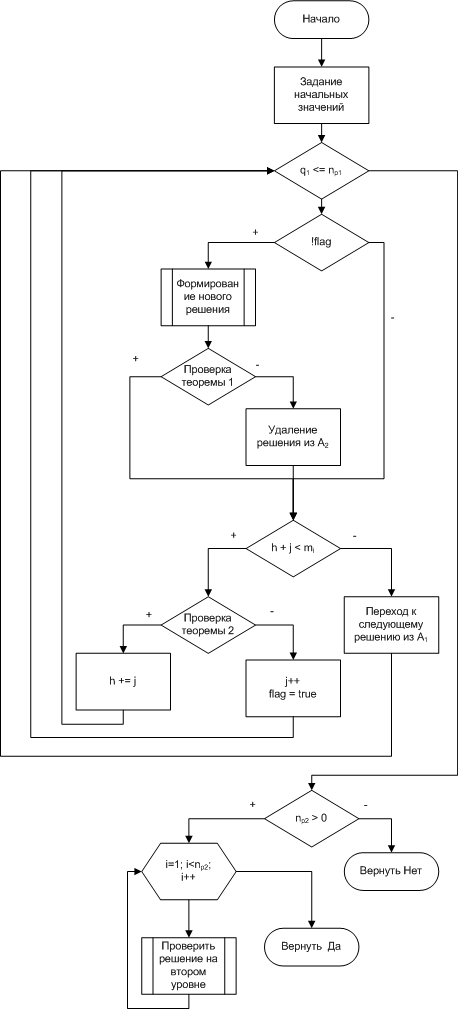 Начало
Задание
начальных
значений
q1 <= np1
!flag
+
-
Формирован
ие нового
решения
Проверка
теоремы 1
+
-
Удаление
решения из A2
h + j < mi
+
-
Проверка
теоремы 2
+
-
Переход к
следующему
решению из A1
h += j
j++
flag = true
np2 > 0
+
-
i=1; i<np2;
i++
Вернуть Нет
Проверить
решение на
втором
уровне
Вернуть Да